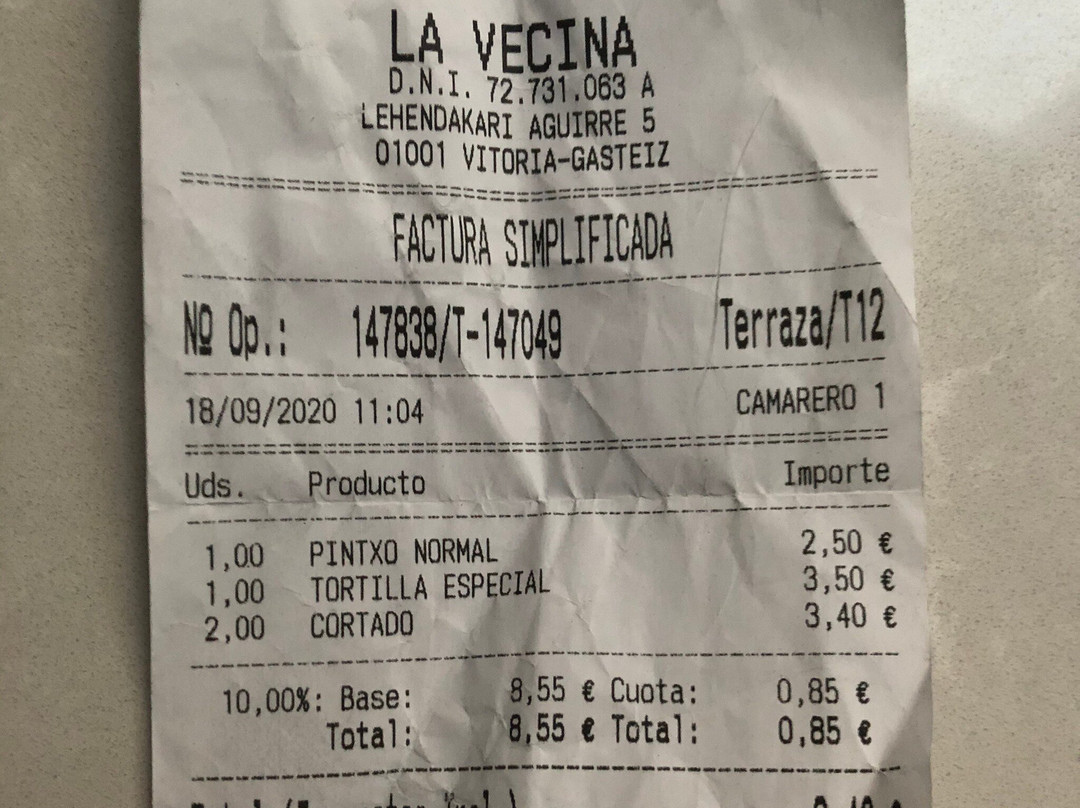 LA VECINA
D.N.I. 72.731.063 A
LEHENDAKARI AGUIRRE 5
01001 VITORIA-GASTEIZ
FACTURA SIMPLIFICADA
Nº Op.: 147838/T-147049 Terraza/T12
18/09/2020 11:04 CAMARERO 1
Uds. Producto Importe
1,00 PINTXO NORMAL 2,50 €
1,00 TORTILLA ESPECIAL 3,50 €
2,00 CORTADO 3,40 €
10,00%: Base: 8,55 € Cuota: 0,85 €
Total: 8,55 € Total: 0,85 €